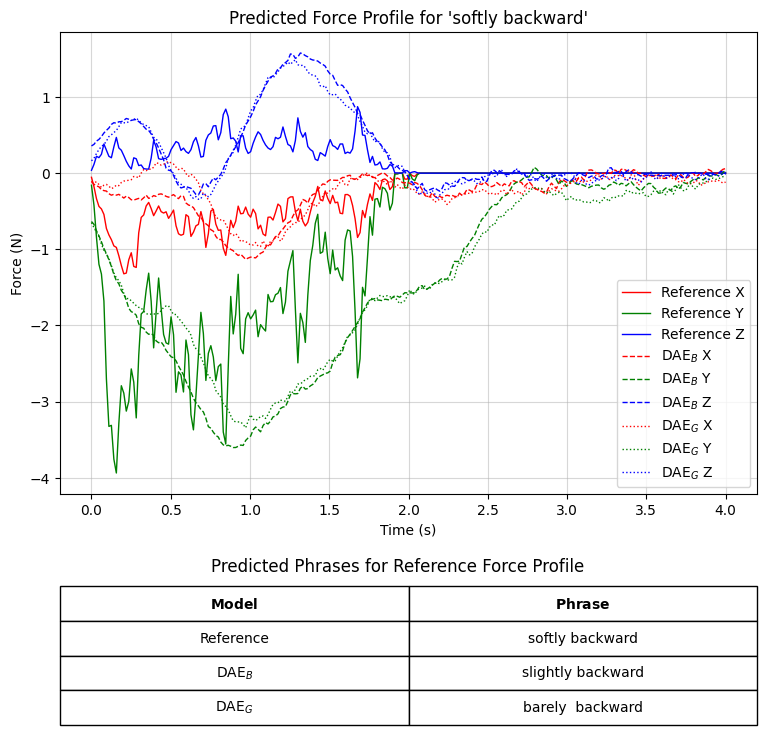 Predicted Force Profile for 'softly backward'
Force (N)
1
0
−1
−2
−3
−4
0.0 0.5 1.0 1.5 2.0 2.5 3.0 3.5 4.0
Time (s)
Reference X
Reference Y
Reference Z
DAE_B X
DAE_B Y
DAE_B Z
DAE_G X
DAE_G Y
DAE_G Z
Predicted Phrases for Reference Force Profile
Model Phrase
Reference softly backward
DAE_B slightly backward
DAE_G barely  backward